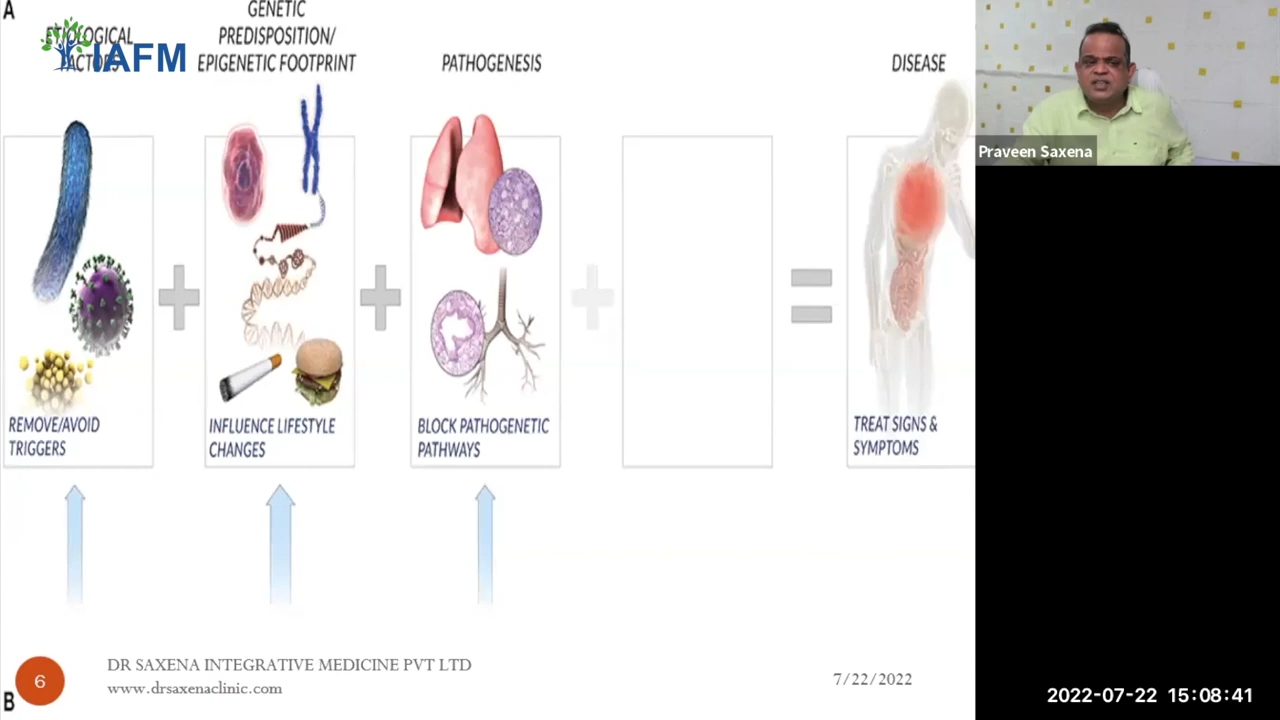 A
ETIOLOGICAL
FACTORS
IAFM
GENETIC
PREDISPOSITION/
EPIGENETIC FOOTPRINT
PATHOGENESIS
DISEASE
Praveen Saxena
REMOVE/AVOID
TRIGGERS
INFLUENCE LIFESTYLE
CHANGES
BLOCK PATHOGENETIC
PATHWAYS
TREAT SIGNS &
SYMPTOMS
6
DR SAXENA INTEGRATIVE MEDICINE PVT LTD
www.drsaxenaclinic.com
7/22/2022
B
2022-07-22 15:08:41